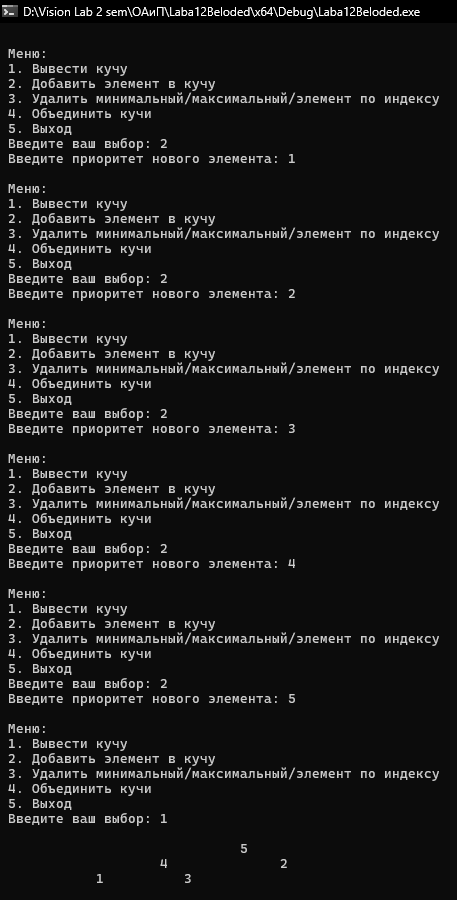 D:\Vision Lab 2 sem\ОАиП\Laba12Beloded\x64\Debug\Laba12Beloded.exe
Меню:
1. Вывести кучу
2. Добавить элемент в кучу
3. Удалить минимальный/максимальный/элемент по индексу
4. Объединить кучи
5. Выход
Введите ваш выбор: 2
Введите приоритет нового элемента: 1
Меню:
1. Вывести кучу
2. Добавить элемент в кучу
3. Удалить минимальный/максимальный/элемент по индексу
4. Объединить кучи
5. Выход
Введите ваш выбор: 2
Введите приоритет нового элемента: 2
Меню:
1. Вывести кучу
2. Добавить элемент в кучу
3. Удалить минимальный/максимальный/элемент по индексу
4. Объединить кучи
5. Выход
Введите ваш выбор: 2
Введите приоритет нового элемента: 3
Меню:
1. Вывести кучу
2. Добавить элемент в кучу
3. Удалить минимальный/максимальный/элемент по индексу
4. Объединить кучи
5. Выход
Введите ваш выбор: 2
Введите приоритет нового элемента: 4
Меню:
1. Вывести кучу
2. Добавить элемент в кучу
3. Удалить минимальный/максимальный/элемент по индексу
4. Объединить кучи
5. Выход
Введите ваш выбор: 2
Введите приоритет нового элемента: 5
Меню:
1. Вывести кучу
2. Добавить элемент в кучу
3. Удалить минимальный/максимальный/элемент по индексу
4. Объединить кучи
5. Выход
Введите ваш выбор: 1
5
4 2
1 3